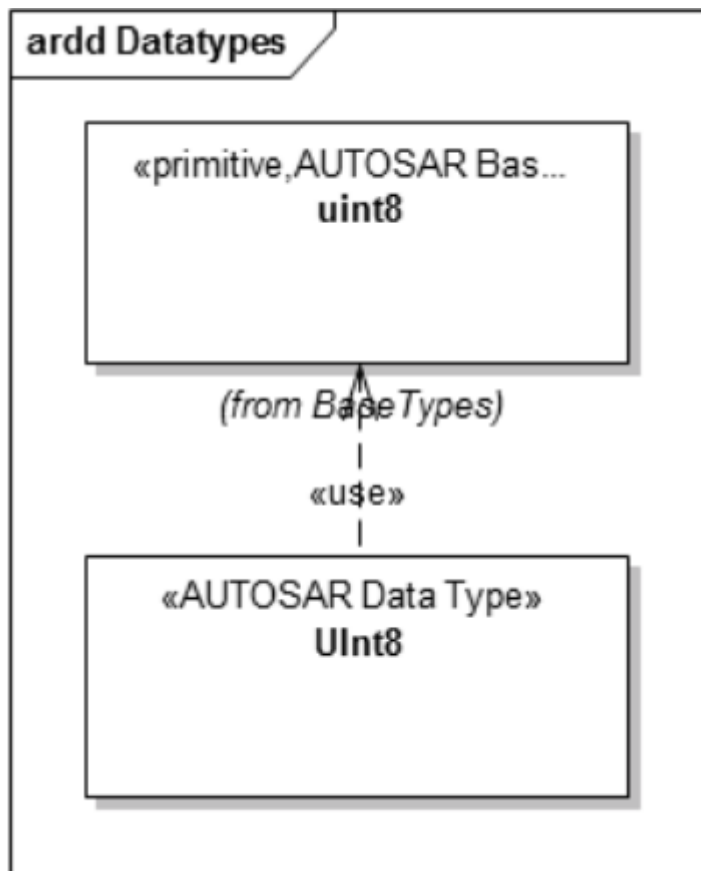 ardd Datatypes
«primitive,AUTOSAR Bas...
uint8
(from BaseTypes)
«use»
«AUTOSAR Data Type»
UInt8